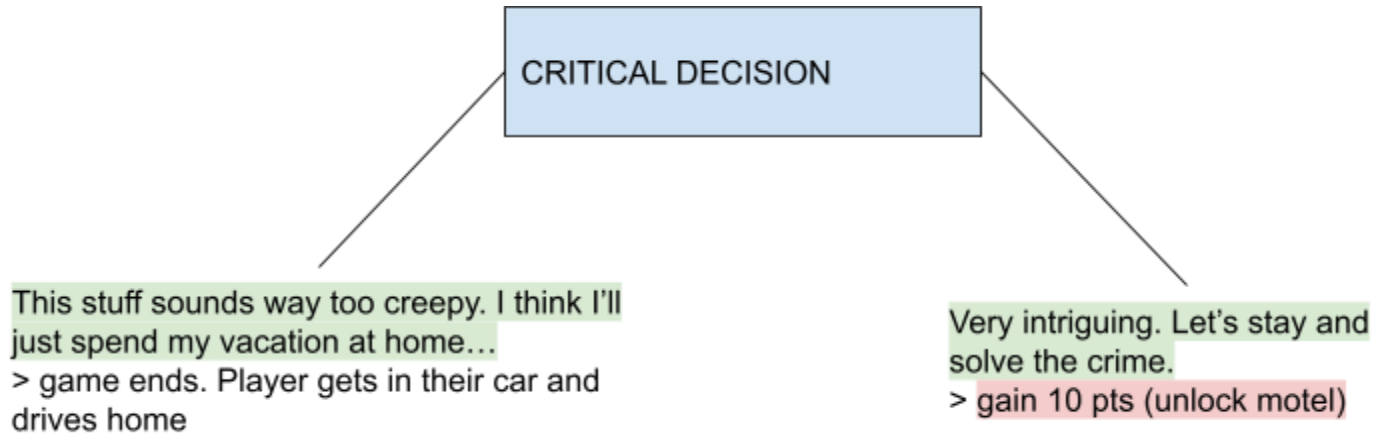 CRITICAL DECISION
This stuff sounds way too creepy. I think I’ll
just spend my vacation at home…
> game ends. Player gets in their car and
drives home
Very intriguing. Let’s stay and
solve the crime.
> gain 10 pts (unlock motel)